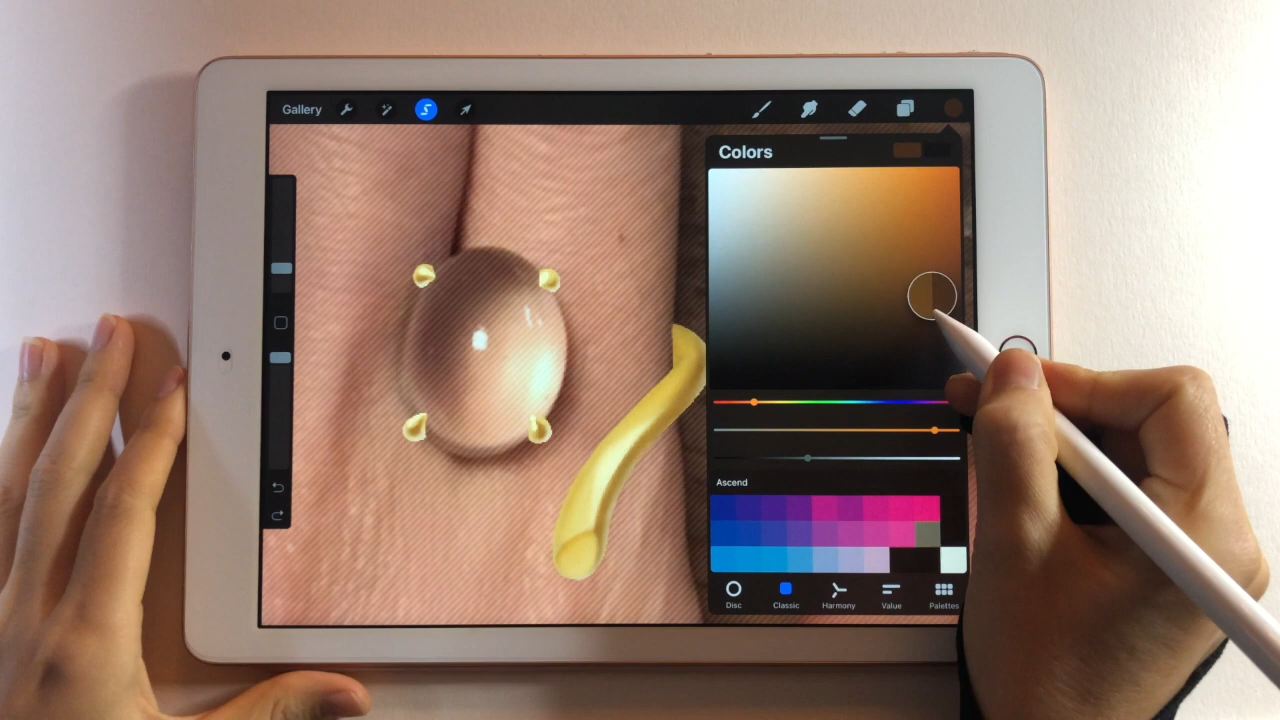 Gallery
Colors
Ascend
Disc
Classic
Harmony
Value
Palettes